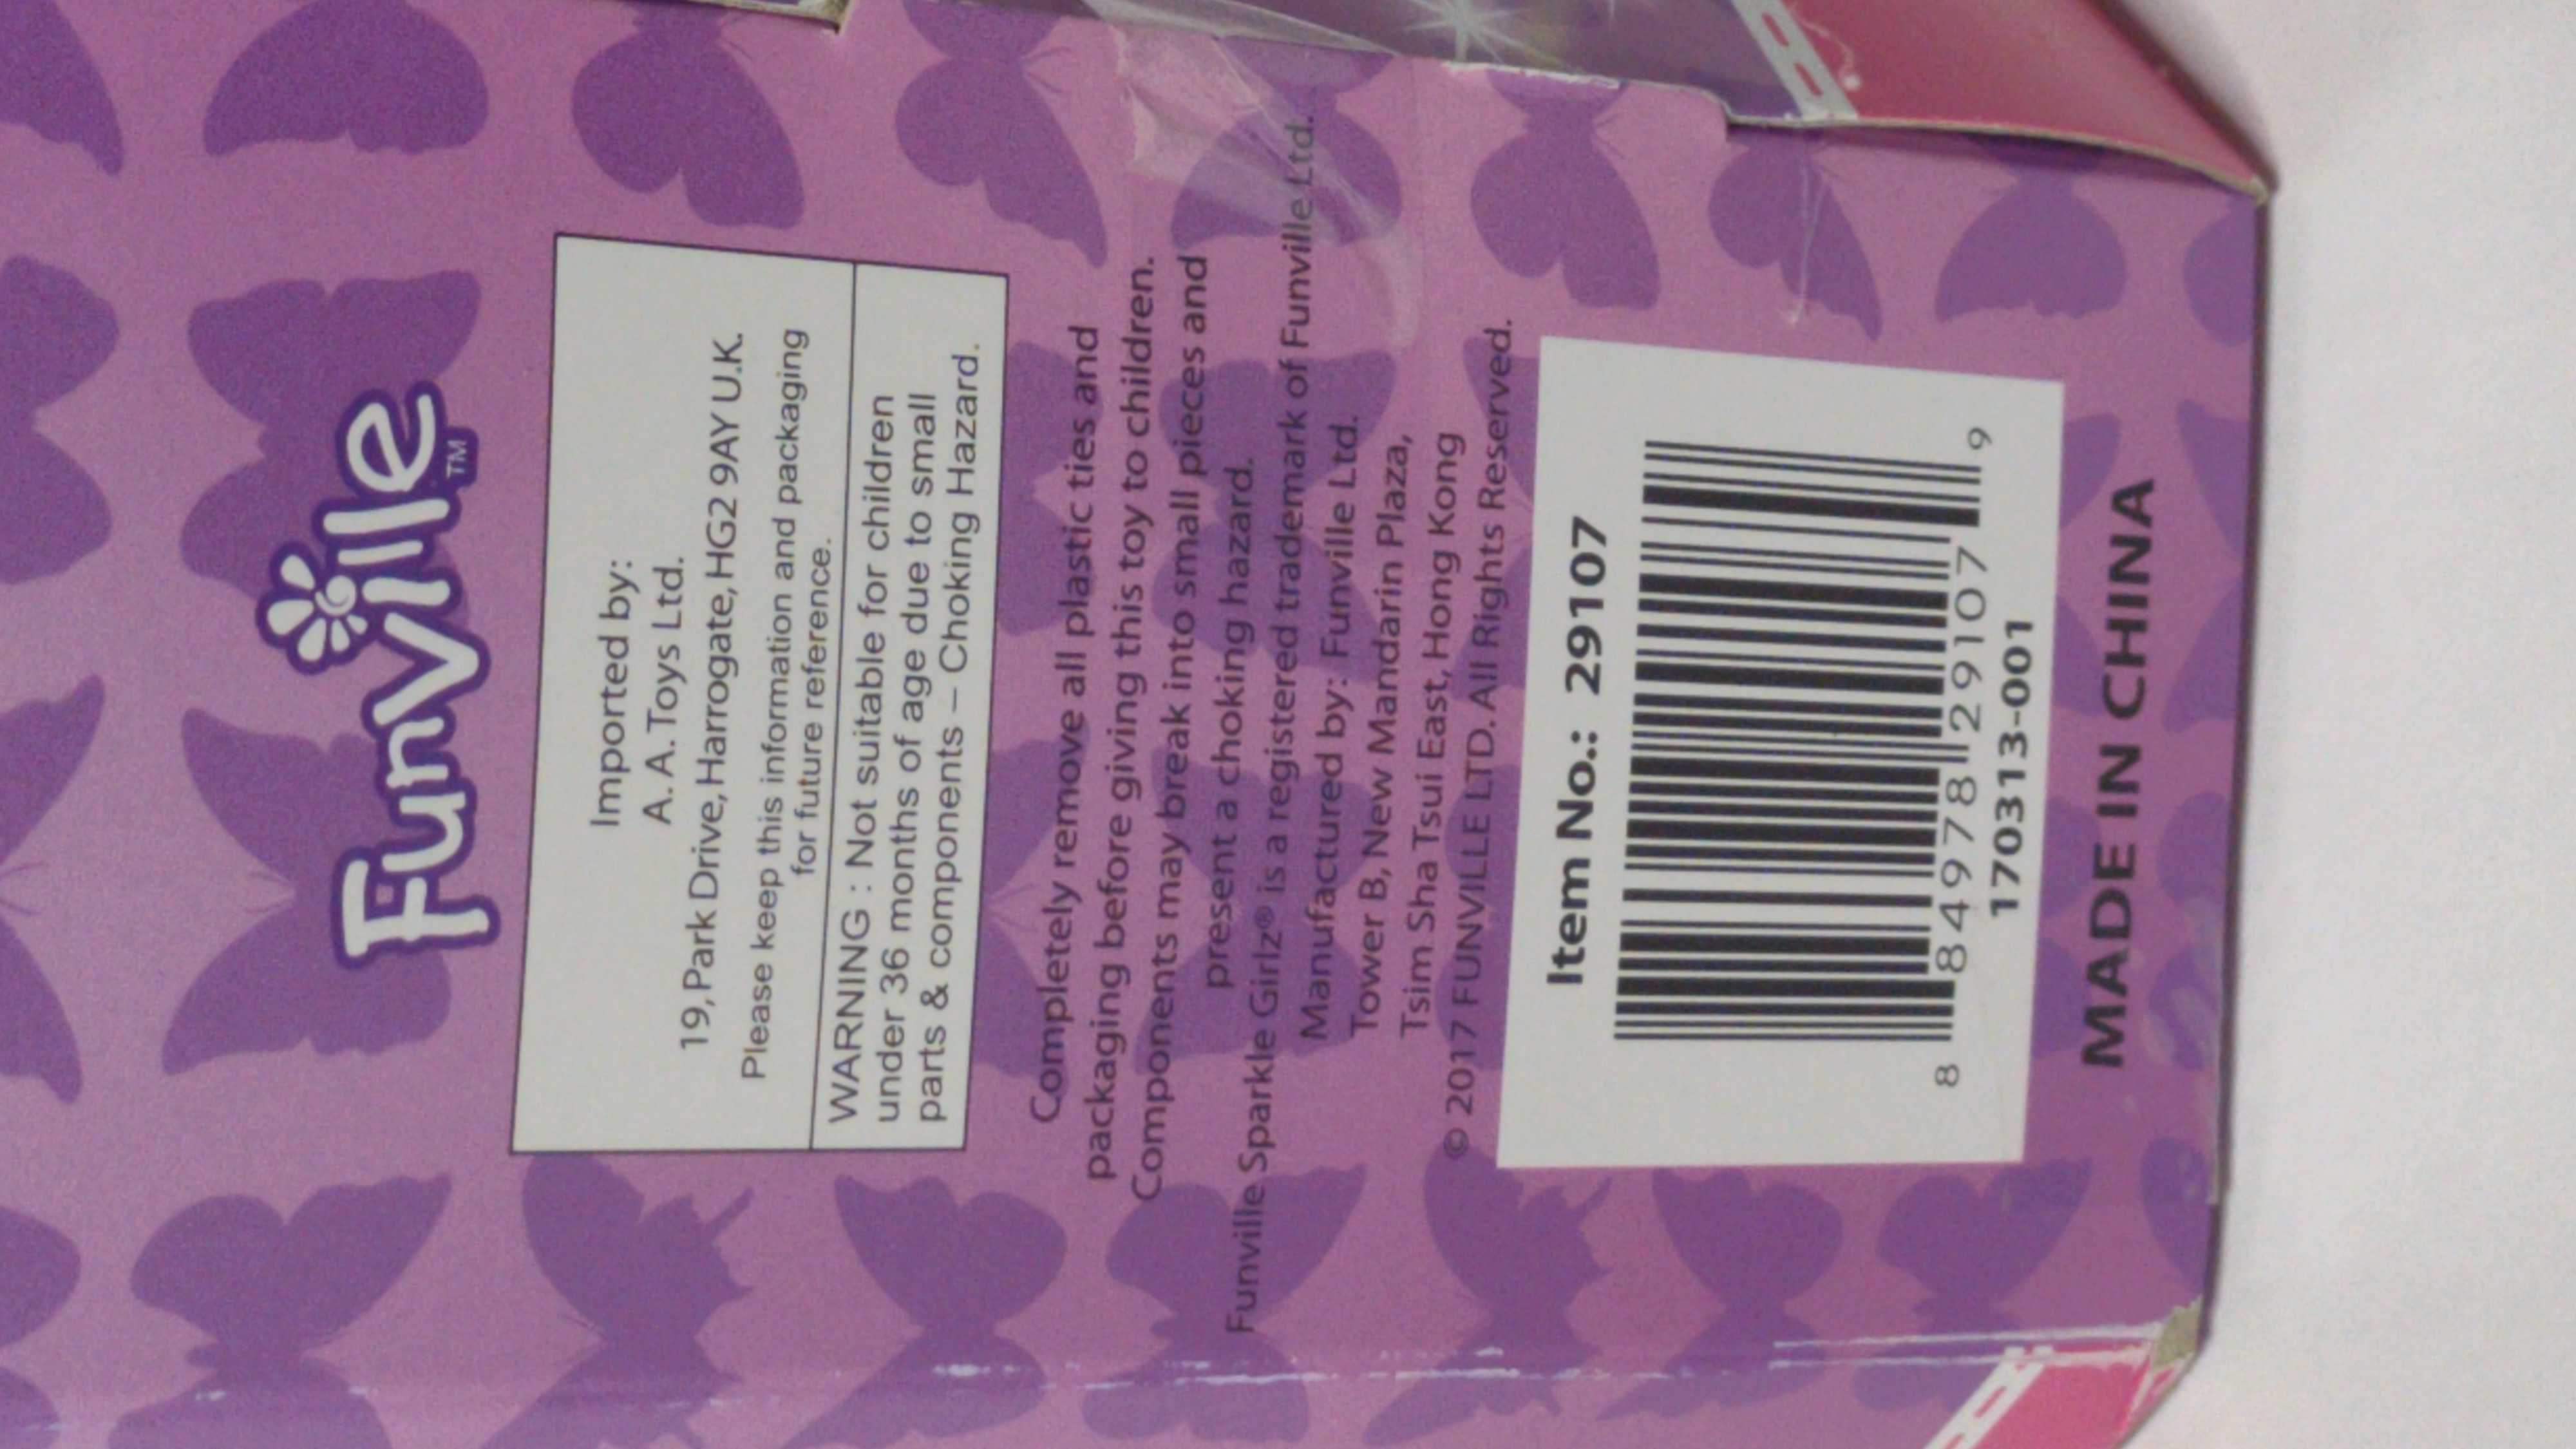 Funville™
Imported by:
A. A. Toys Ltd.
19, Park Drive, Harrogate, HG2 9AY U.K.
Please keep this information and packaging
for future reference.
WARNING : Not suitable for children
under 36 months of age due to small
parts & components – Choking Hazard.
Completely remove all plastic ties and
packaging before giving this toy to children.
Components may break into small pieces and
present a choking hazard.
Funville Sparkle Girlz® is a registered trademark of Funville Ltd.
Manufactured by: Funville Ltd.
Tower B, New Mandarin Plaza,
Tsim Sha Tsui East, Hong Kong
© 2017 FUNVILLE LTD. All Rights Reserved.
Item No.: 29107
8 84978 29107 9
170313-001
MADE IN CHINA